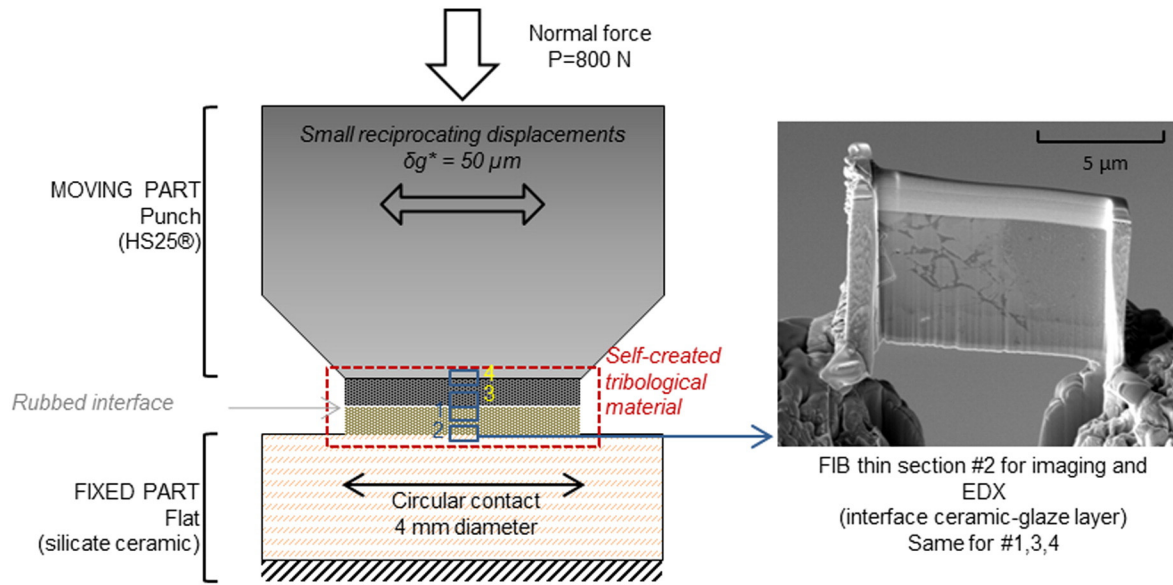 Normal force
P=800 N
Small reciprocating displacements
δg* = 50 µm
MOVING PART
Punch
(HS25®)
5 µm
4
3
Self-created
tribological
material
Rubbed interface
1
2
FIXED PART
Flat
(silicate ceramic)
Circular contact
4 mm diameter
FIB thin section #2 for imaging and
EDX
(interface ceramic-glaze layer)
Same for #1,3,4